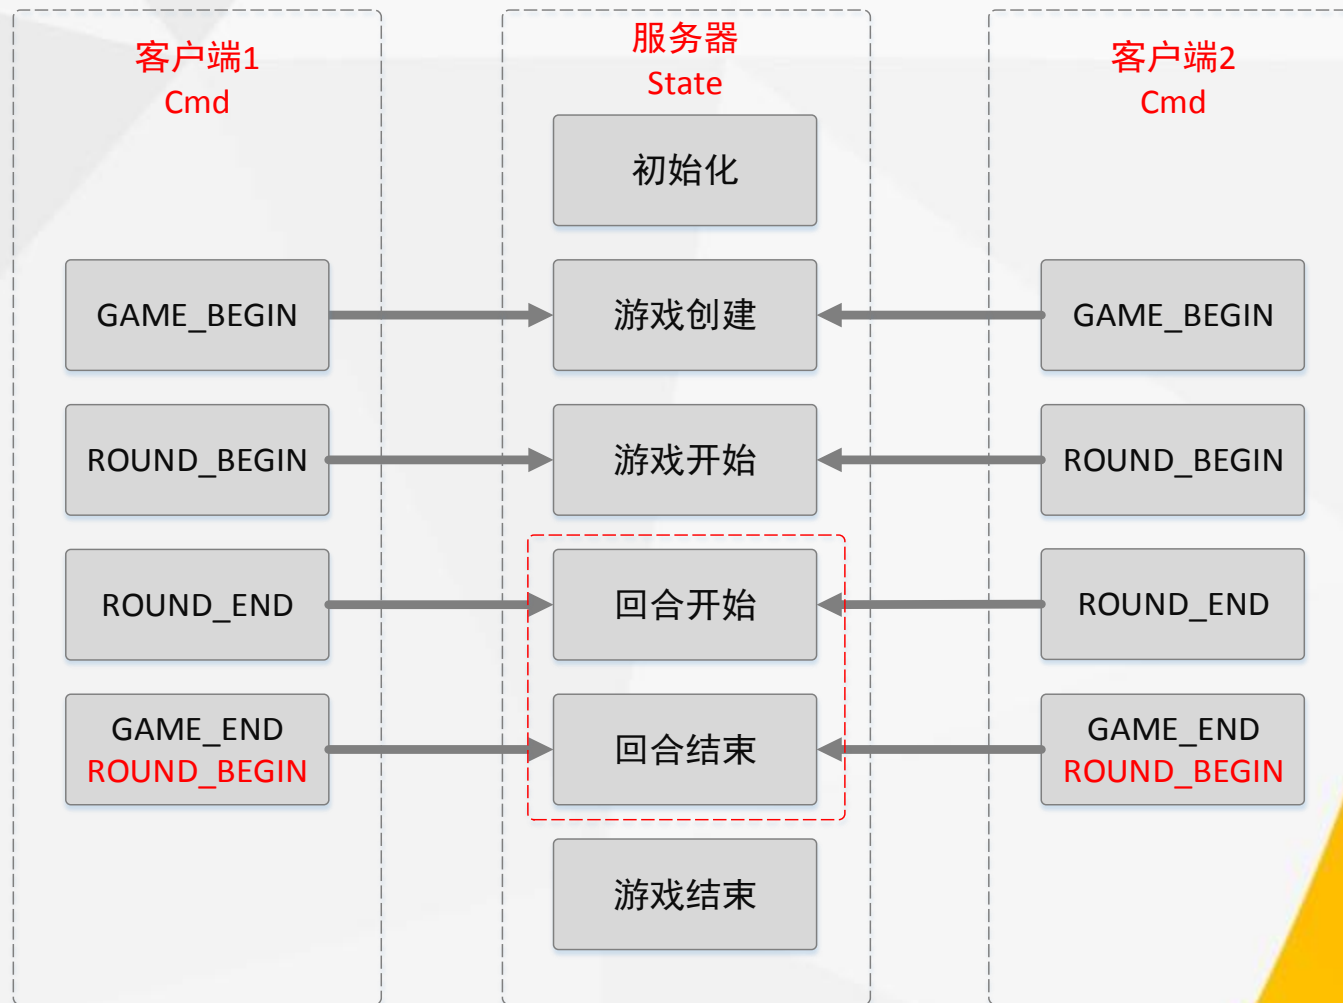 客户端1
Cmd
服务器
State
客户端2
Cmd
初始化
GAME_BEGIN
游戏创建
GAME_BEGIN
ROUND_BEGIN
游戏开始
ROUND_BEGIN
ROUND_END
回合开始
ROUND_END
GAME_END
ROUND_BEGIN
回合结束
GAME_END
ROUND_BEGIN
游戏结束